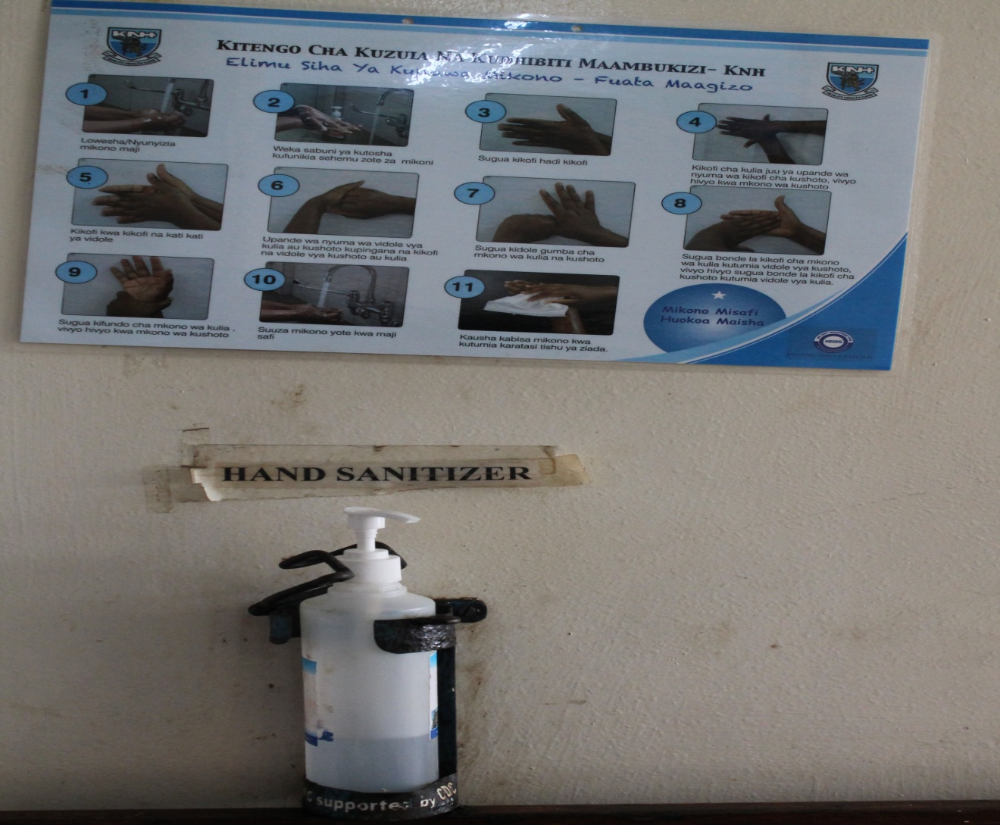 KNH
KITENGO CHA KUZUIA NA KUDHIBITI MAAMBUKIZI- KNH
Elimu Siha Ya Kunawa Mikono - Fuata Maagizo
KNH
1
Lowesha/Nyunyizia
mikono maji
2
Weka sabuni ya kutosha
kufunikia sehemu zote za mikoni
3
Sugua kikofi hadi kikofi
4
Kikofi cha kulia juu ya upande wa
nyuma wa kikofi cha kushoto, vivyo
hivyo kwa mkono wa kushoto
5
Kikofi kwa kikofi na kati kati
ya vidole
6
Upande wa nyuma wa vidole vya
kulia au kushoto kupingana na kikofi
na vidole vya kushoto au kulia
7
Sugua kidole gumba cha
mkono wa kulia na kushoto
8
Sugua bonde la kikofi cha mkono
wa kulia kutumia vidole vya kushoto,
vivyo hivyo sugua bonde la kikofi cha
kushoto kutumia vidole vya kulia.
9
Sugua kifundo cha mkono wa kulia .
vivyo hivyo kwa mkono wa kushoto
10
Suuza mikono yote kwa maji
safi
11
Kausha kabisa mikono kwa
kutumia karatasi tishu ya ziada.
Mikono Misafi
Huokoa Maisha
KEBS
HAND SANITIZER
C supported by CDC